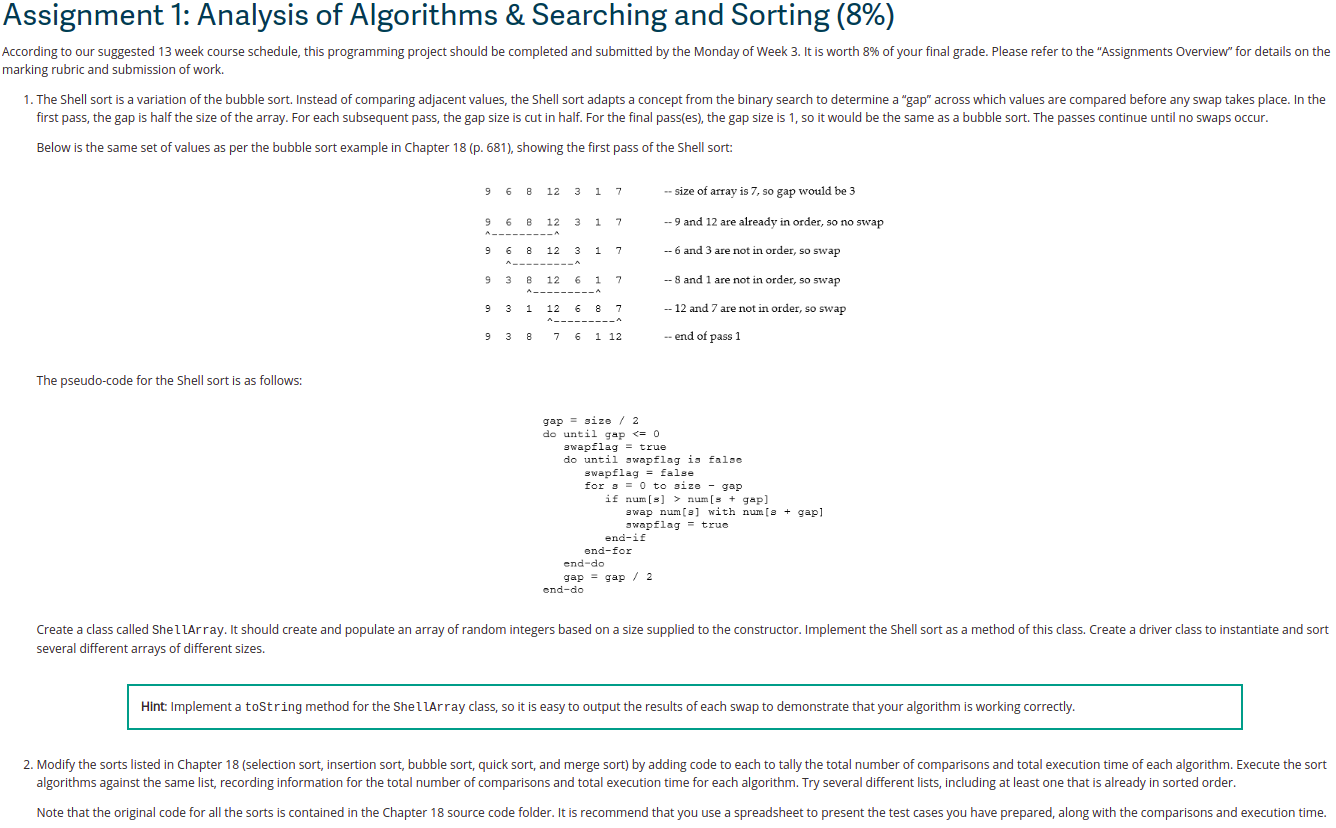 Assignment 1: Analysis of Algorithms & Searching and Sorting (8%)
According to our suggested 13 week course schedule, this programming project should be completed and submitted by the Monday of Week 3. It is worth 8% of your final grade. Please refer to the “Assignments Overview” for details on the
marking rubric and submission of work.
1. The Shell sort is a variation of the bubble sort. Instead of comparing adjacent values, the Shell sort adapts a concept from the binary search to determine a “gap” across which values are compared before any swap takes place. In the
first pass, the gap is half the size of the array. For each subsequent pass, the gap size is cut in half. For the final pass(es), the gap size is 1, so it would be the same as a bubble sort. The passes continue until no swaps occur.
Below is the same set of values as per the bubble sort example in Chapter 18 (p. 681), showing the first pass of the Shell sort:
9 6 8 12 3 1 7 -- size of array is 7, so gap would be 3
9 6 8 12 3 1 7 -- 9 and 12 are already in order, so no swap
^---------^
9 6 8 12 3 1 7 -- 6 and 3 are not in order, so swap
^---------^
9 3 8 12 6 1 7 -- 8 and 1 are not in order, so swap
^---------^
9 3 1 12 6 8 7 -- 12 and 7 are not in order, so swap
^---------^
9 3 8 7 6 1 12 -- end of pass 1
The pseudo-code for the Shell sort is as follows:
gap = size / 2
do until gap <= 0
swapflag = true
do until swapflag is false
swapflag = false
for s = 0 to size - gap
if num[s] > num[s + gap]
swap num[s] with num[s + gap]
swapflag = true
end-if
end-for
end-do
gap = gap / 2
end-do
Create a class called ShellArray. It should create and populate an array of random integers based on a size supplied to the constructor. Implement the Shell sort as a method of this class. Create a driver class to instantiate and sort
several different arrays of different sizes.
Hint: Implement a toString method for the ShellArray class, so it is easy to output the results of each swap to demonstrate that your algorithm is working correctly.
2. Modify the sorts listed in Chapter 18 (selection sort, insertion sort, bubble sort, quick sort, and merge sort) by adding code to each to tally the total number of comparisons and total execution time of each algorithm. Execute the sort
algorithms against the same list, recording information for the total number of comparisons and total execution time for each algorithm. Try several different lists, including at least one that is already in sorted order.
Note that the original code for all the sorts is contained in the Chapter 18 source code folder. It is recommend that you use a spreadsheet to present the test cases you have prepared, along with the comparisons and execution time.